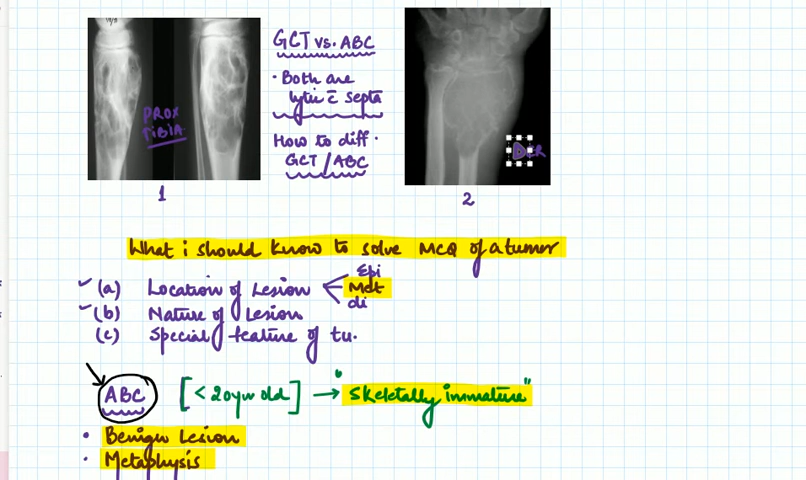 PROX
TIBIA
1
GCT vs. ABC
· Both are
lytic c̄ septa
How to diff.
GCT/ABC
DER
2
What i should know to solve MCQ of a tumor
(a) Location of Lesion
Epi
Met
di
(b) Nature of Lesion
(c) Special feature of tu.
ABC [<20yr old] → "Skeletally immature"
• Benign Lesion
• Metaphysis